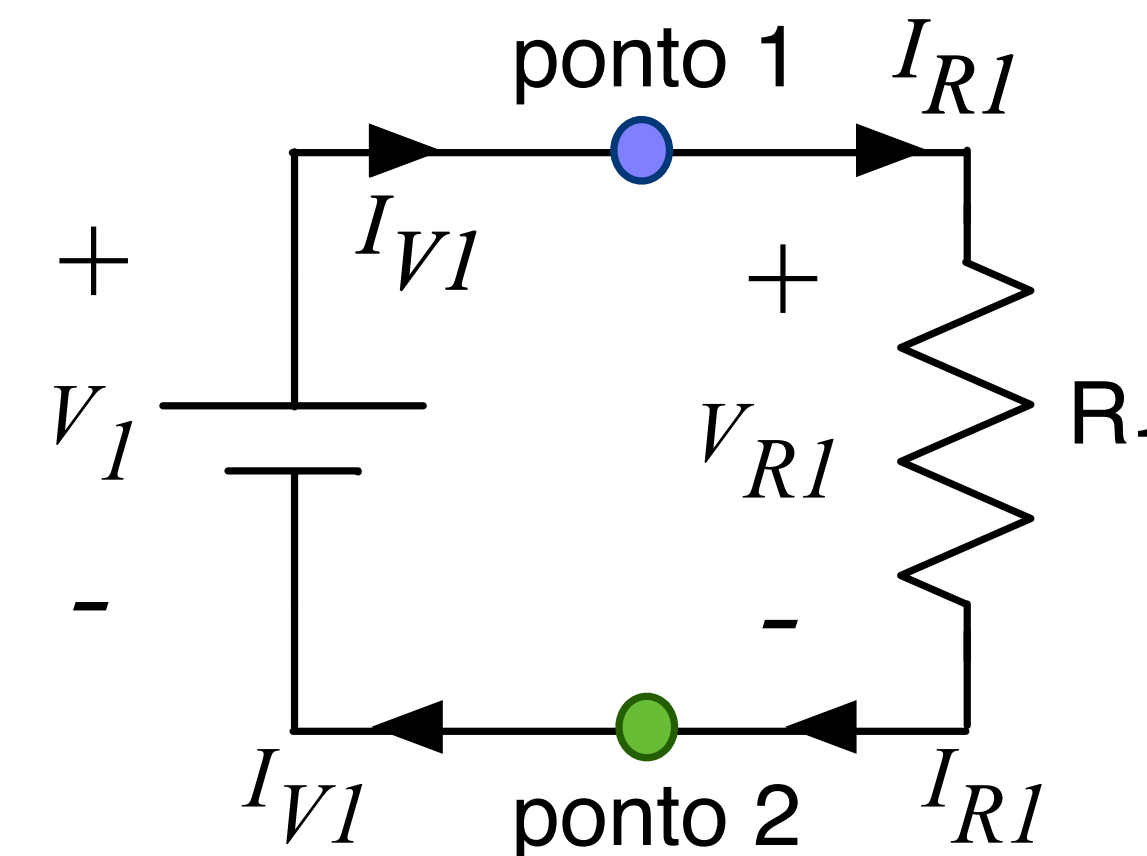 ponto 1
I_R1
I_V1
+
+
V_1
V_R1
R
-
-
I_V1
I_R1
ponto 2